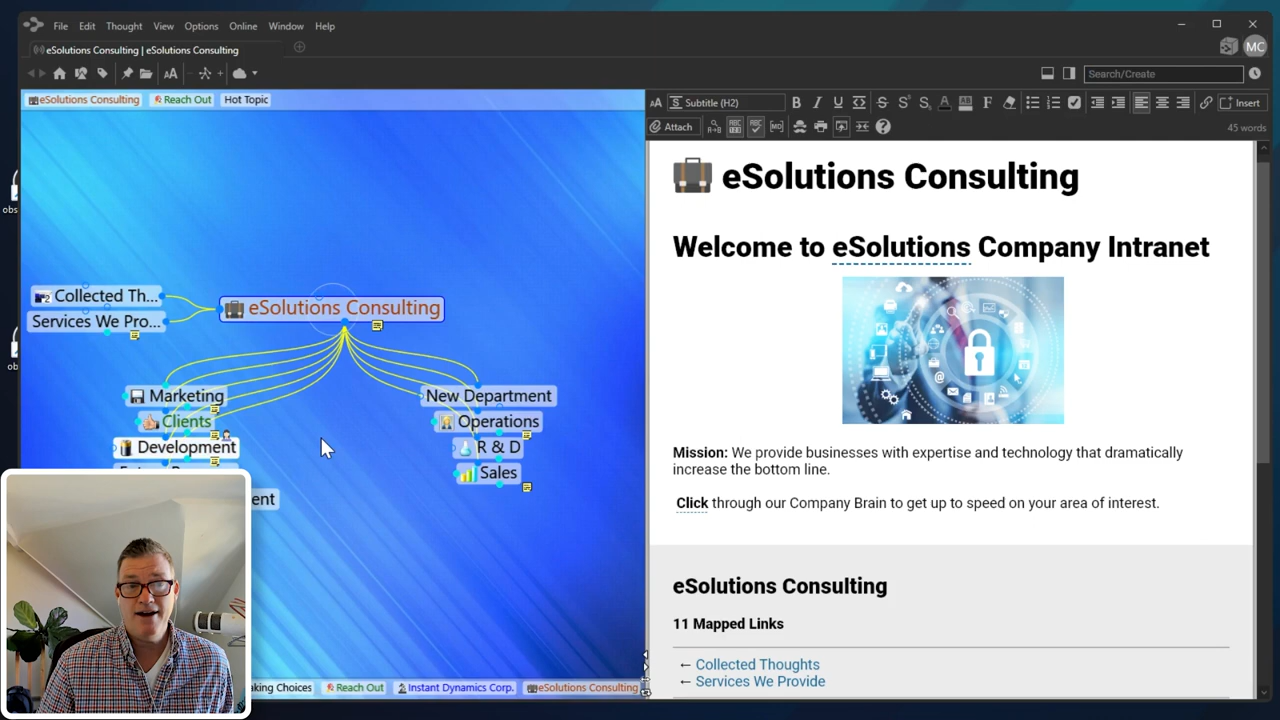 File Edit Thought View Options Online Window Help
eSolutions Consulting | eSolutions Consulting
MC
Search/Create
eSolutions Consulting Reach Out Hot Topic
Subtitle (H2)
Insert
Attach
45 words
eSolutions Consulting
Welcome to eSolutions Company Intranet
Mission: We provide businesses with expertise and technology that dramatically
increase the bottom line.
Click through our Company Brain to get up to speed on your area of interest.
eSolutions Consulting
11 Mapped Links
← Collected Thoughts
← Services We Provide
Collected Th...
Services We Pro...
eSolutions Consulting
Marketing
Clients
Development
ent
New Department
Operations
R & D
Sales
aking Choices Reach Out Instant Dynamics Corp. eSolutions Consulting
obs
ob